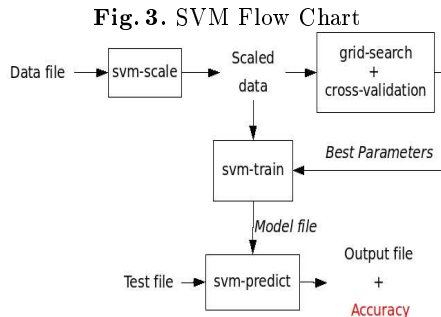 Fig. 3. SVM Flow Chart
Data file
svm-scale
Scaled
data
grid-search
+
cross-validation
svm-train
Best Parameters
Model file
Test file
svm-predict
Output file
+
Accuracy